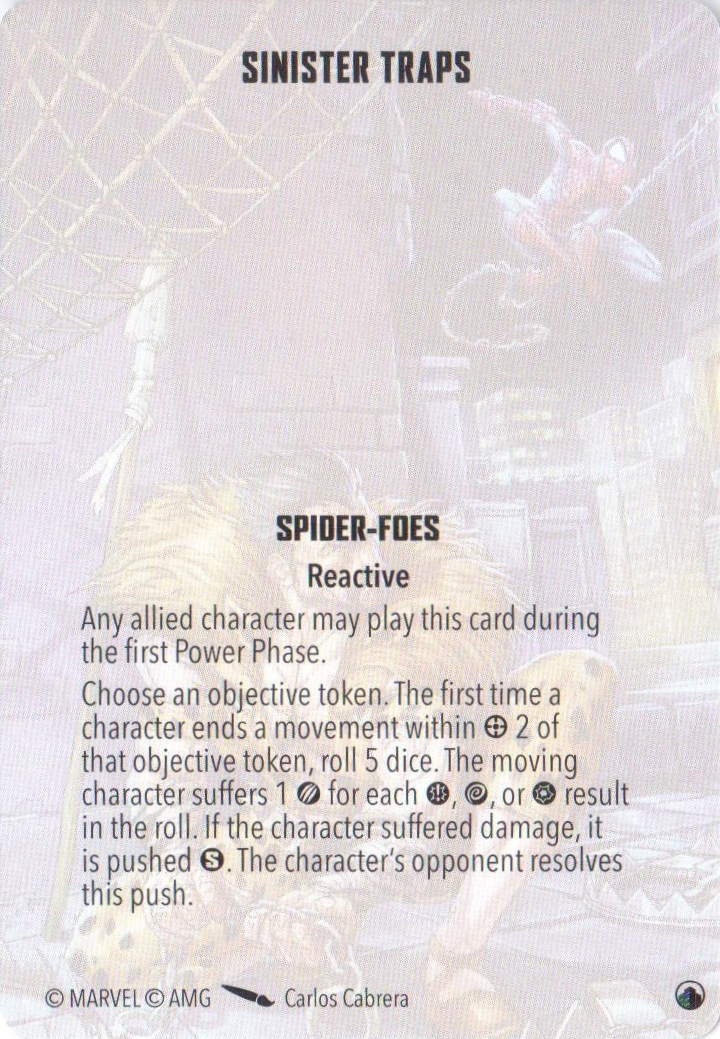 SINISTER TRAPS
SPIDER-FOES
Reactive
Any allied character may play this card during
the first Power Phase.
Choose an objective token. The first time a
character ends a movement within 2 of
that objective token, roll 5 dice. The moving
character suffers 1 for each , , or result
in the roll. If the character suffered damage, it
is pushed S. The character's opponent resolves
this push.
© MARVEL © AMG Carlos Cabrera